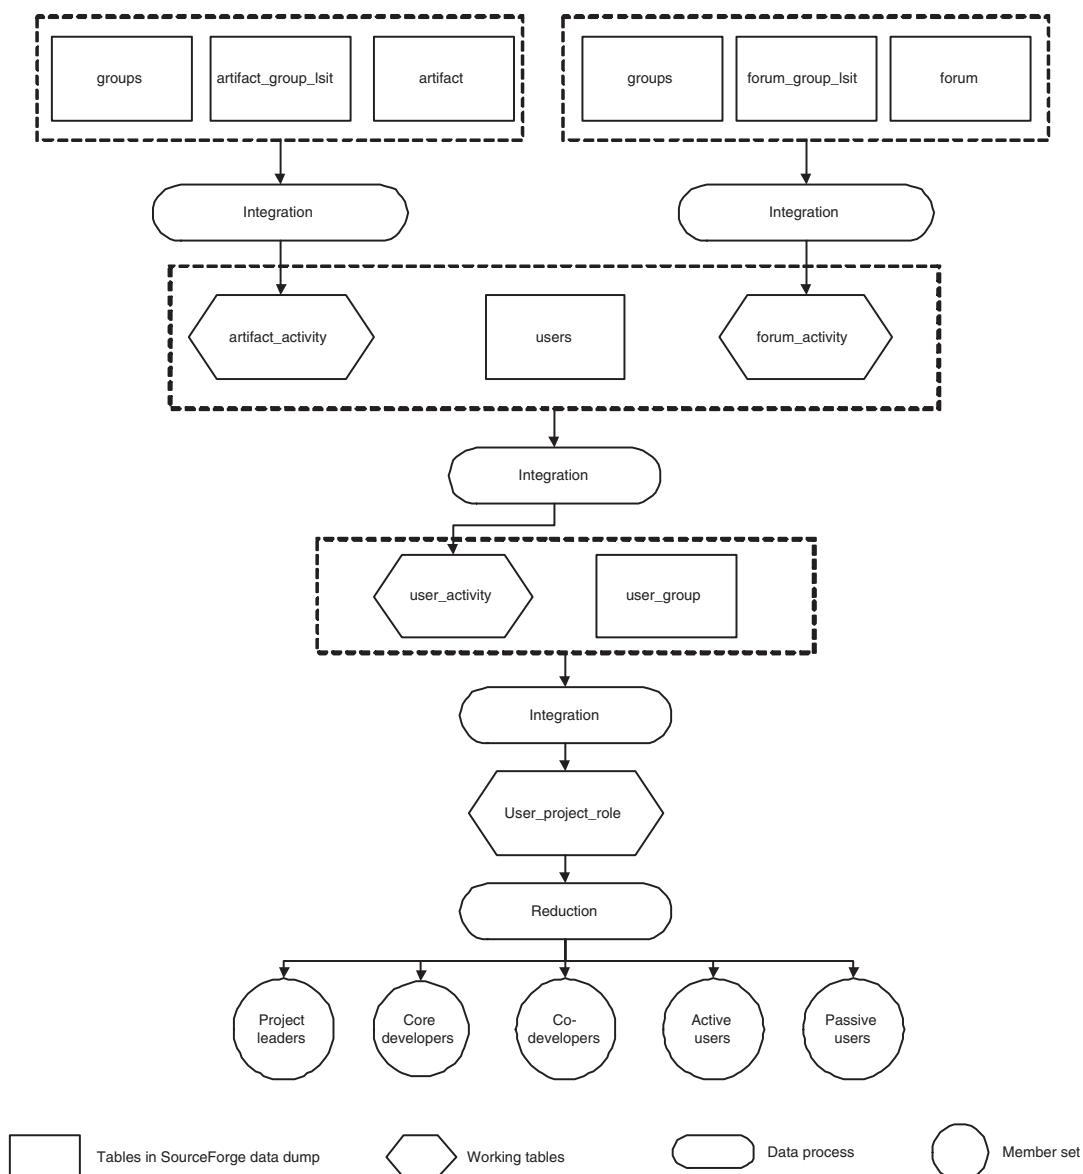 groups
artifact_group_lsit
artifact
groups
forum_group_lsit
forum
Integration
Integration
artifact_activity
users
forum_activity
Integration
user_activity
user_group
Integration
User_project_role
Reduction
Project
leaders
Core
developers
Co-
developers
Active
users
Passive
users
Tables in SourceForge data dump
Working tables
Data process
Member set